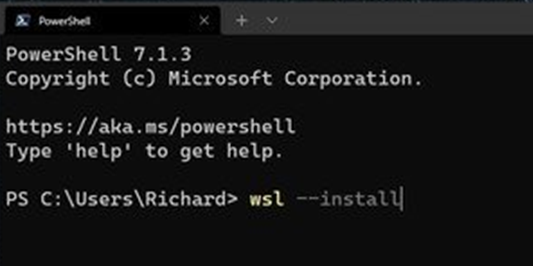 PowerShell
PowerShell 7.1.3
Copyright (c) Microsoft Corporation.
https://aka.ms/powershell
Type 'help' to get help.
PS C:\Users\Richard> wsl --install